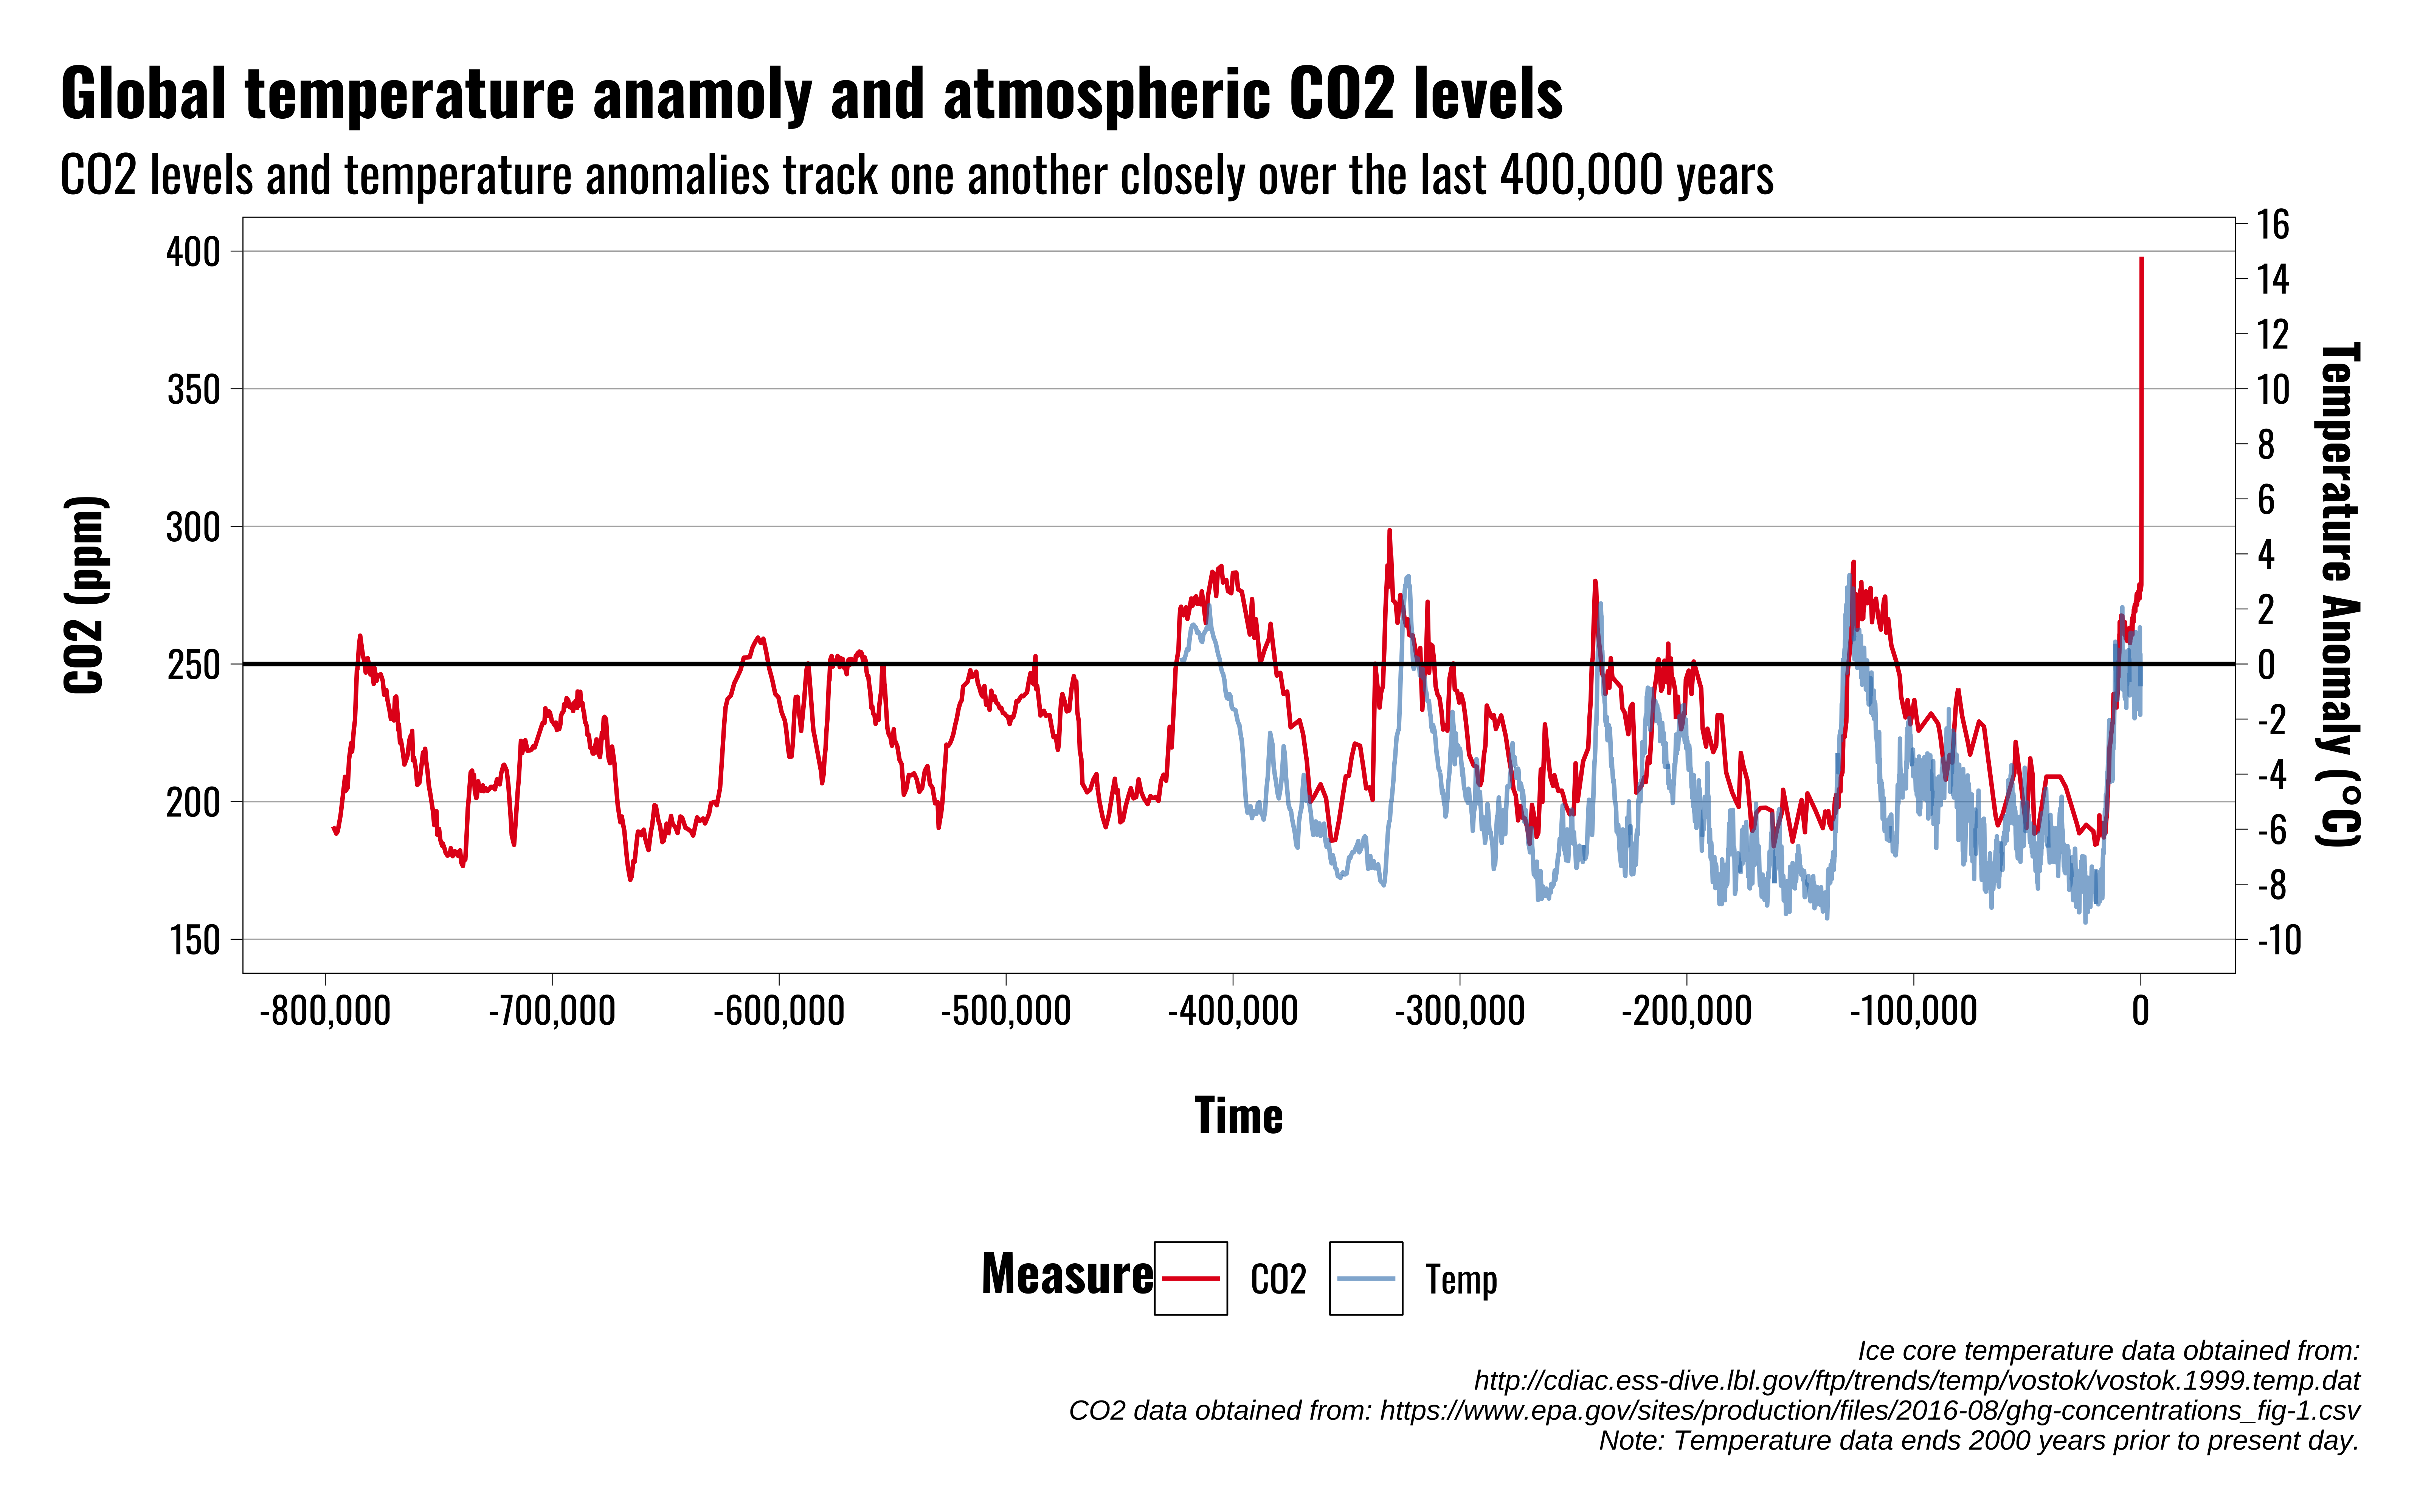 Global temperature anamoly and atmospheric CO2 levels
CO2 levels and temperature anomalies track one another closely over the last 400,000 years
CO2 (ppm)
400
350
300
250
200
150
16
14
12
10
8
6
4
2
0
-2
-4
-6
-8
-10
Temperature Anomaly (ºC)
-800,000
-700,000
-600,000
-500,000
-400,000
-300,000
-200,000
-100,000
0
Time
Measure CO2 Temp
Ice core temperature data obtained from:
http://cdiac.ess-dive.lbl.gov/ftp/trends/temp/vostok/vostok.1999.temp.dat
CO2 data obtained from: https://www.epa.gov/sites/production/files/2016-08/ghg-concentrations_fig-1.csv
Note: Temperature data ends 2000 years prior to present day.